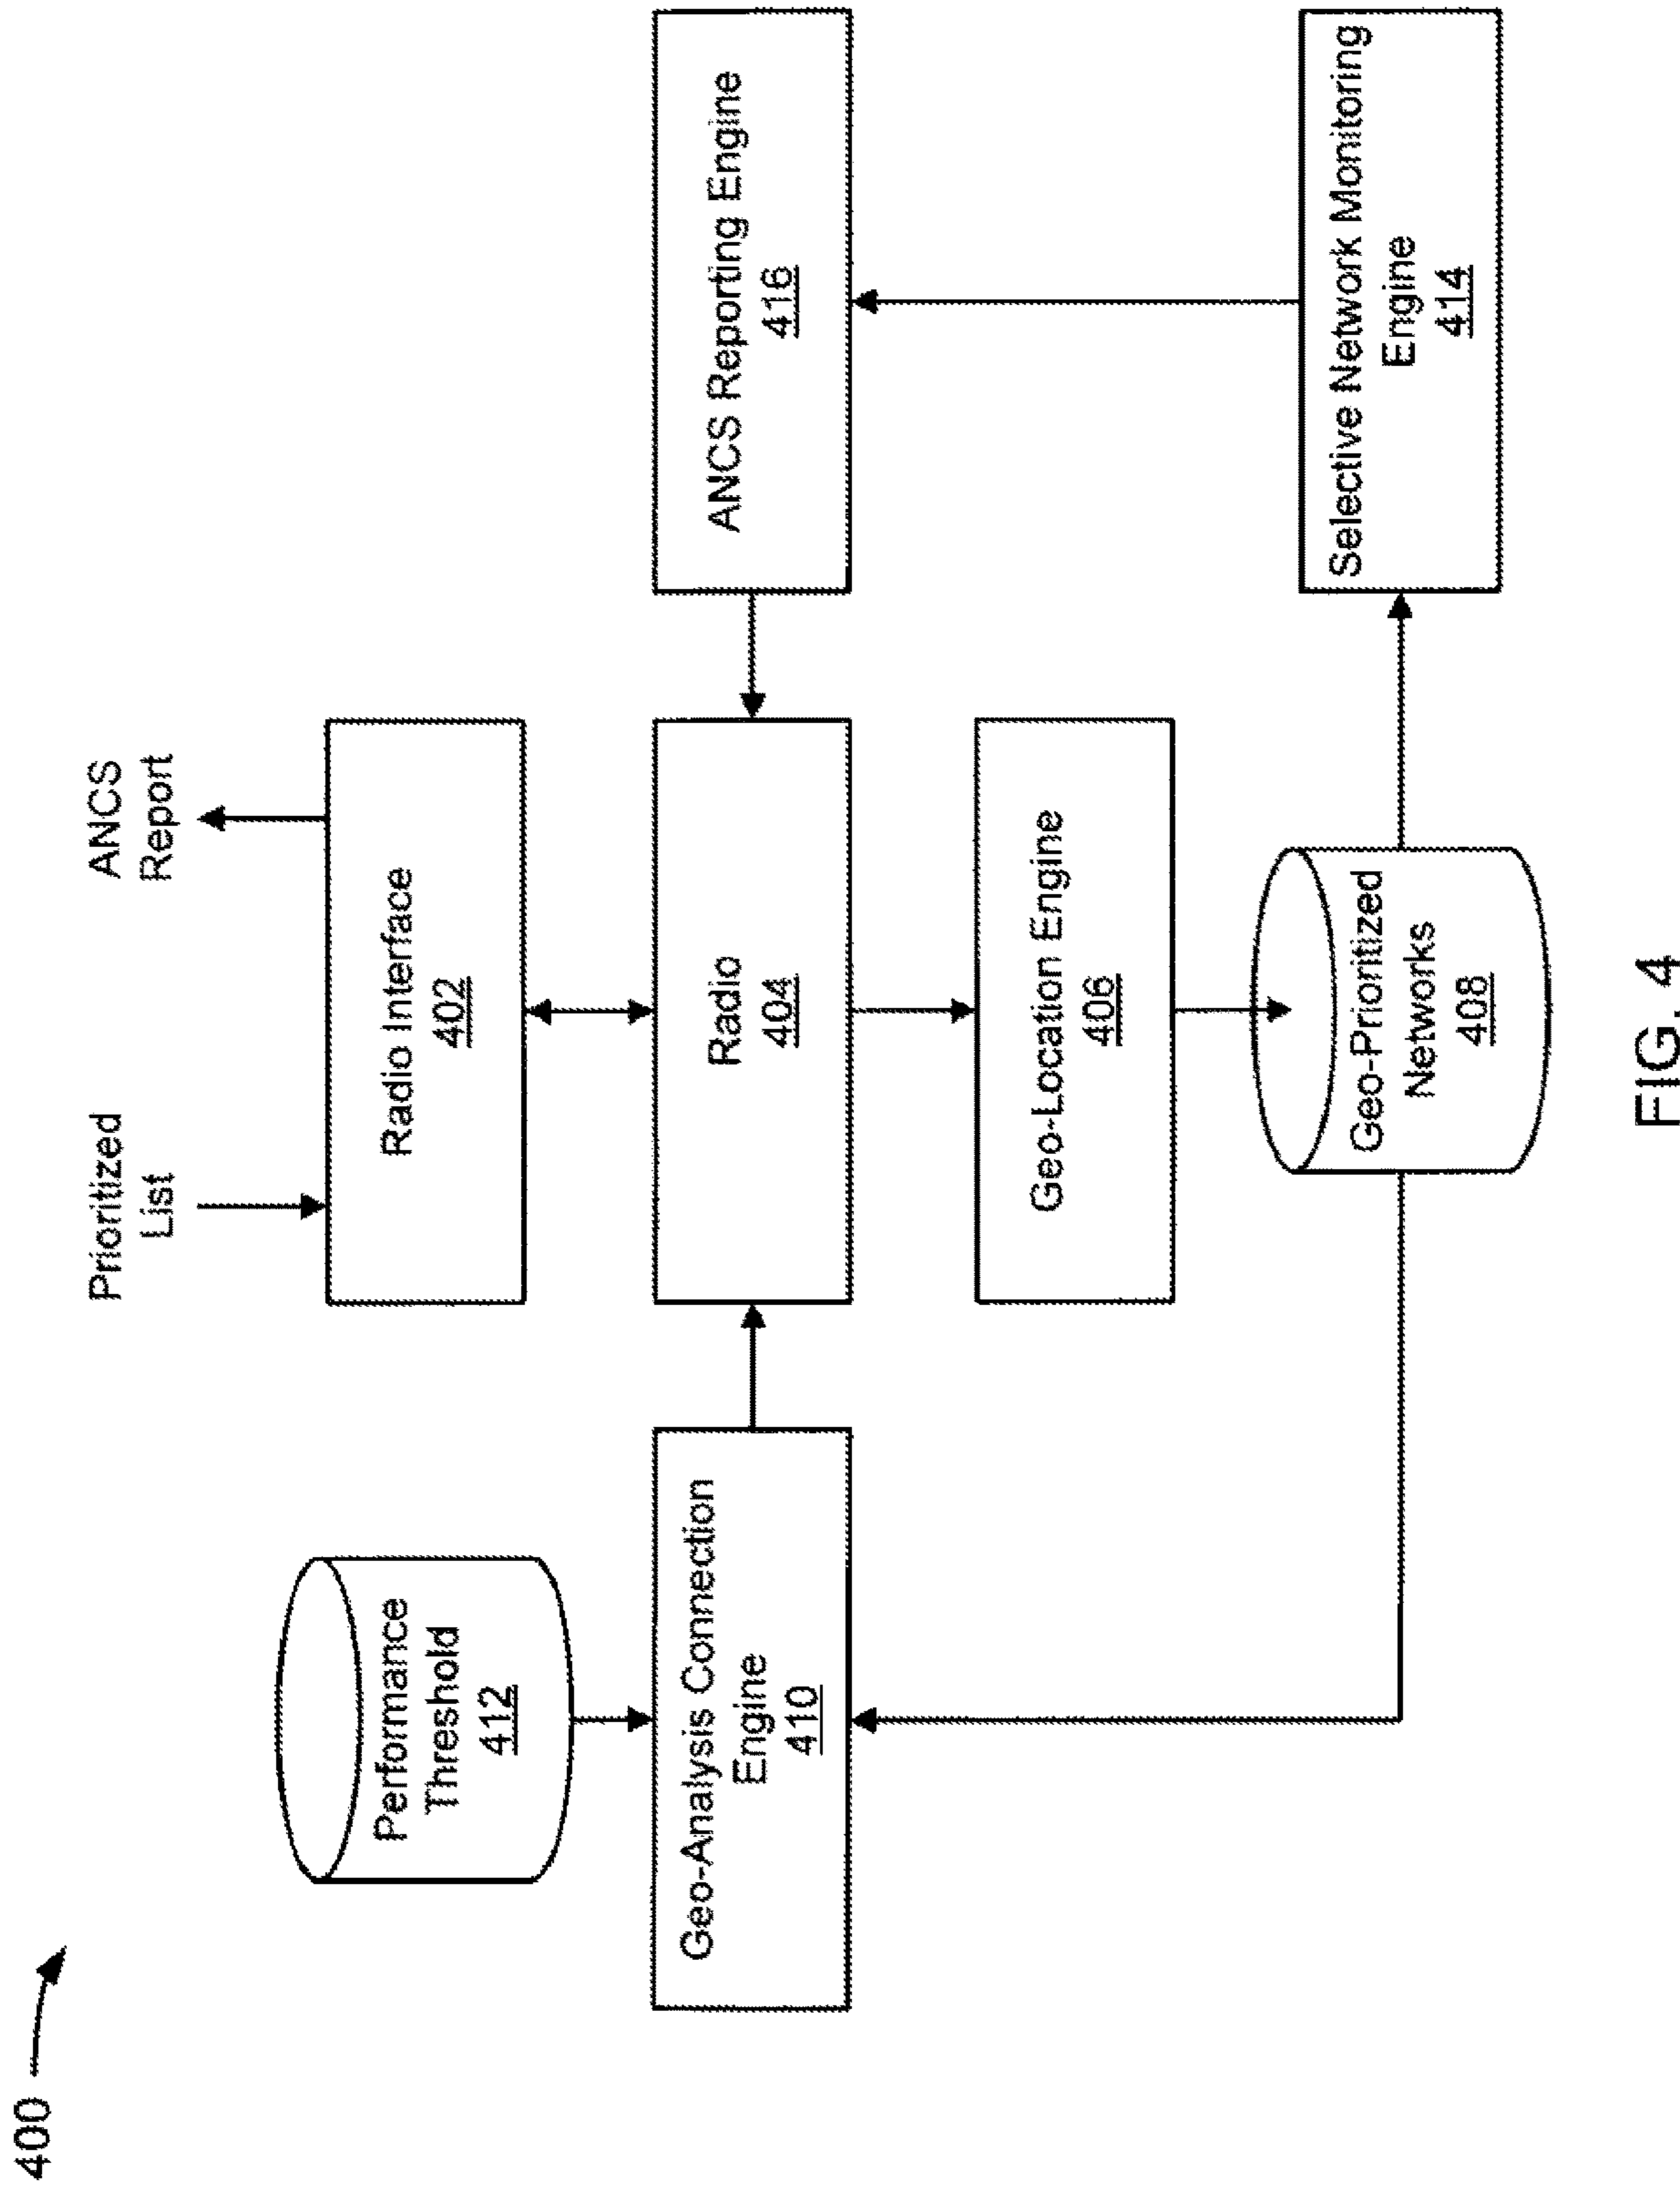 400
Prioritized
List
ANCS
Report
Performance
Threshold
412
Radio Interface
402
Geo-Analysis Connection
Engine
410
Radio
404
ANCS Reporting Engine
416
Geo-Location Engine
406
Geo-Prioritized
Networks
408
Selective Network Monitoring
Engine
414
FIG. 4